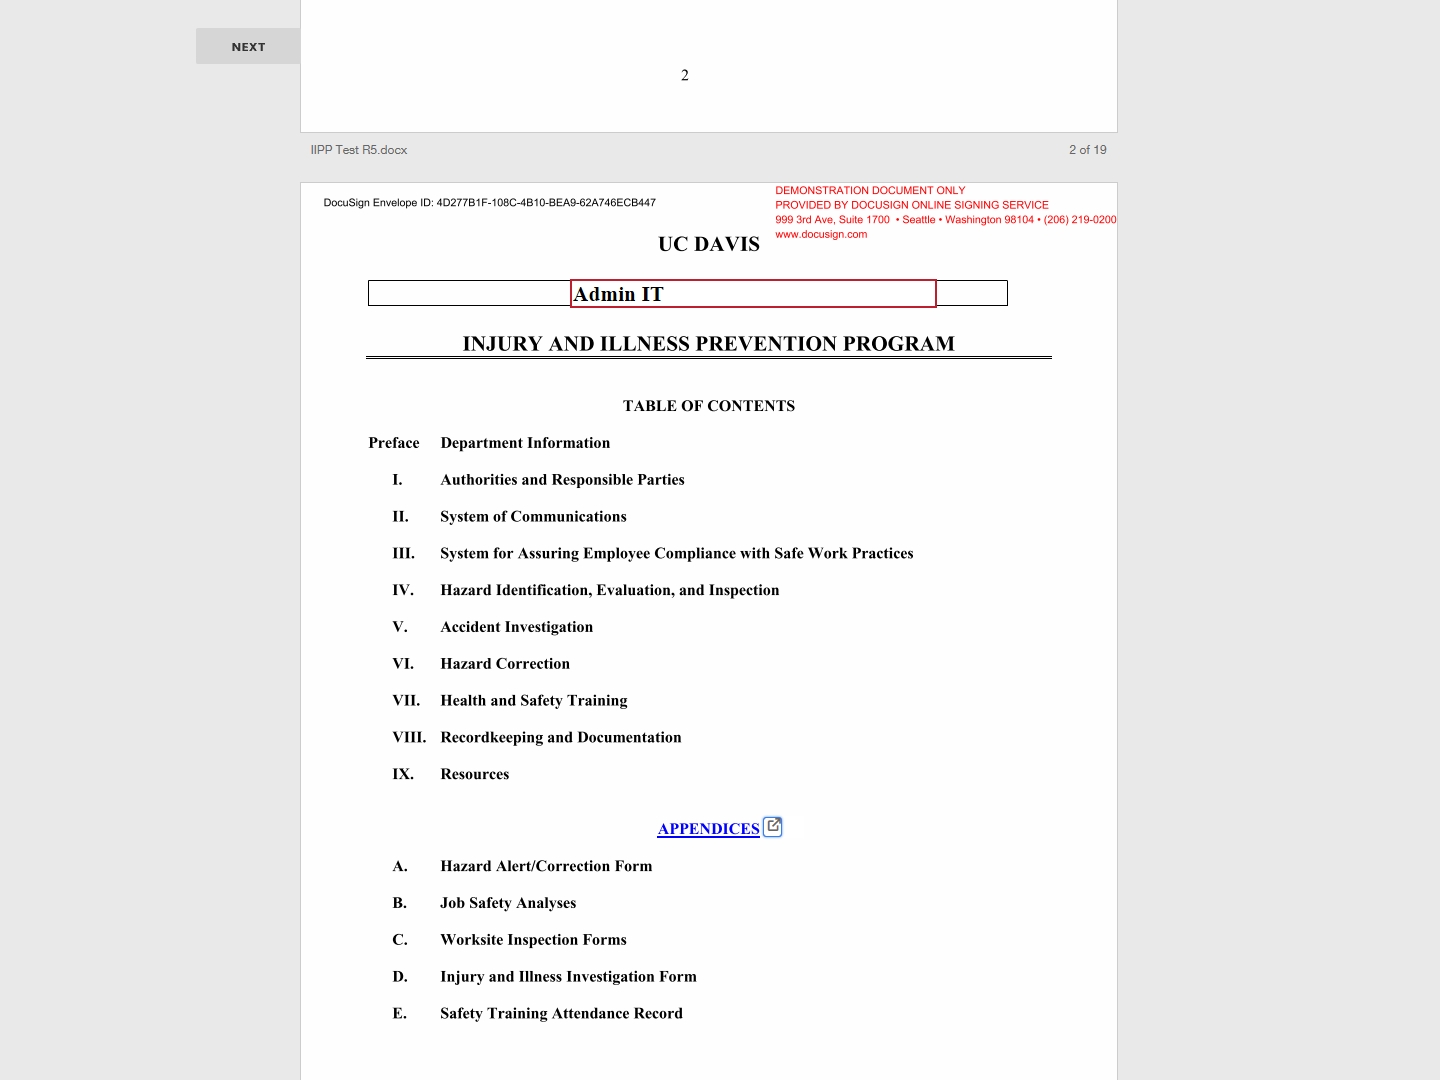 NEXT
2
IIPP Test R5.docx 2 of 19
DocuSign Envelope ID: 4D277B1F-108C-4B10-BEA9-62A746ECB447
DEMONSTRATION DOCUMENT ONLY
PROVIDED BY DOCUSIGN ONLINE SIGNING SERVICE
999 3rd Ave, Suite 1700 • Seattle • Washington 98104 • (206) 219-0200
www.docusign.com
UC DAVIS
Admin IT
INJURY AND ILLNESS PREVENTION PROGRAM
TABLE OF CONTENTS
Preface Department Information
I. Authorities and Responsible Parties
II. System of Communications
III. System for Assuring Employee Compliance with Safe Work Practices
IV. Hazard Identification, Evaluation, and Inspection
V. Accident Investigation
VI. Hazard Correction
VII. Health and Safety Training
VIII. Recordkeeping and Documentation
IX. Resources
APPENDICES
A. Hazard Alert/Correction Form
B. Job Safety Analyses
C. Worksite Inspection Forms
D. Injury and Illness Investigation Form
E. Safety Training Attendance Record